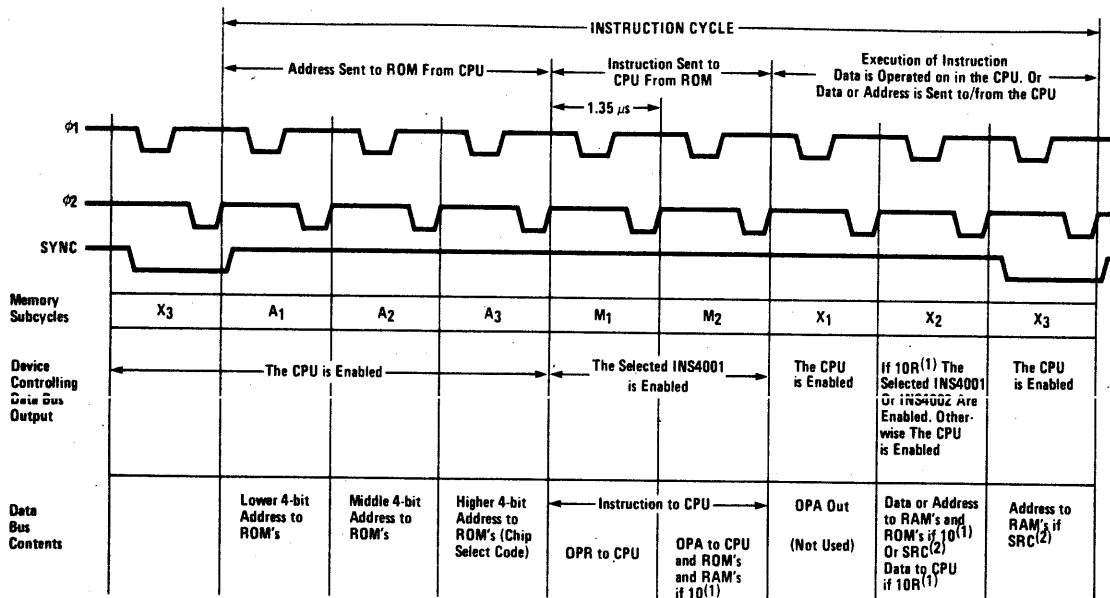 INSTRUCTION CYCLE
Address Sent to ROM From CPU
Instruction Sent to
CPU From ROM
Execution of Instruction
Data is Operated on in the CPU. Or
Data or Address is Sent to/from the CPU
1.35 µs
ϕ1
ϕ2
SYNC
Memory
Subcycles
X3
A1
A2
A3
M1
M2
X1
X2
X3
Device
Controlling
Data Bus
Output
The CPU is Enabled
The Selected INS4001
is Enabled
The CPU
is Enabled
If 10R(1) The
Selected INS4001
Or INS4002 Are
Enabled. Other-
wise The CPU
is Enabled
The CPU
is Enabled
Data
Bus
Contents
Lower 4-bit
Address to
ROM's
Middle 4-bit
Address to
ROM's
Higher 4-bit
Address to
ROM's (Chip
Select Code)
Instruction to CPU
OPR to CPU
OPA to CPU
and ROM's
and RAM's
if 10(1)
OPA Out
(Not Used)
Data or Address
to RAM's and
ROM's if 10(1)
Or SRC(2)
Data to CPU
if 10R(1)
Address to
RAM's if
SRC(2)